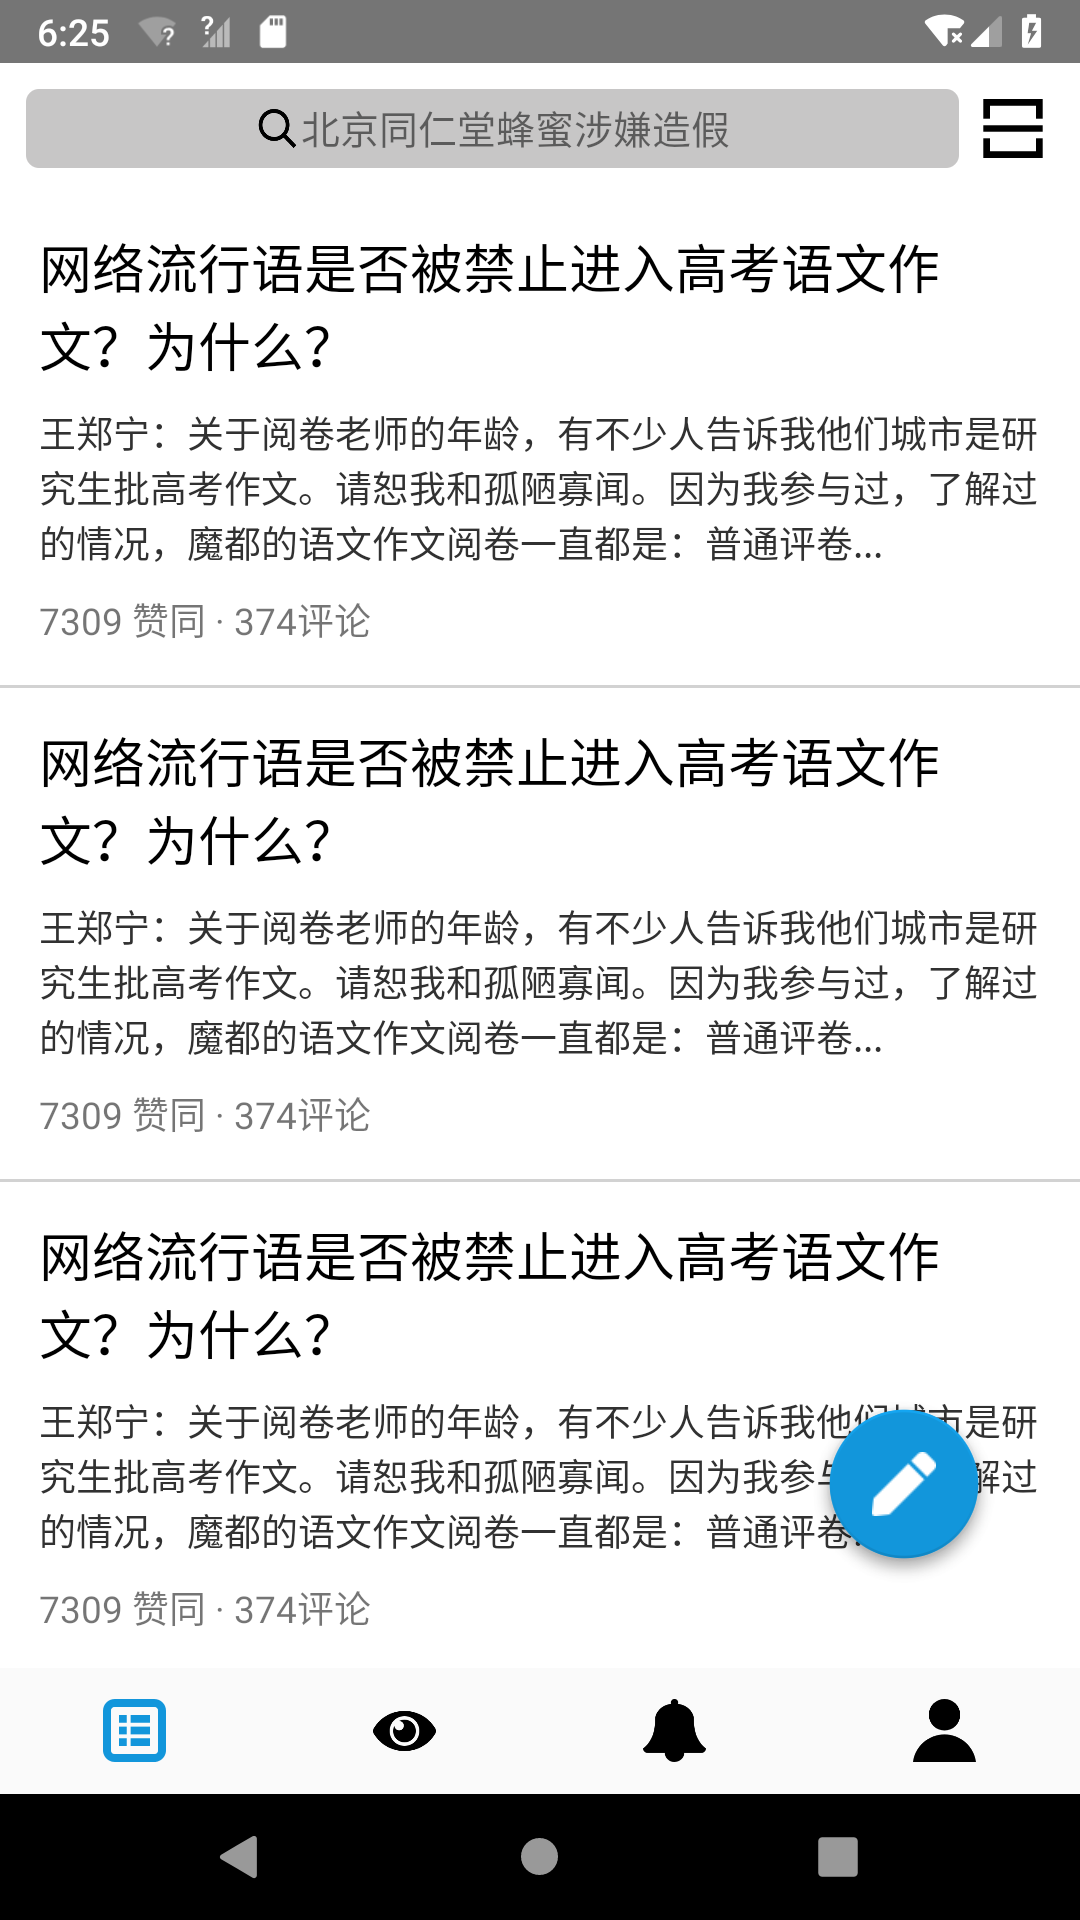 6:25
北京同仁堂蜂蜜涉嫌造假
网络流行语是否被禁止进入高考语文作
文？为什么？
王郑宁：关于阅卷老师的年龄，有不少人告诉我他们城市是研
究生批高考作文。请恕我和孤陋寡闻。因为我参与过，了解过
的情况，魔都的语文作文阅卷一直都是：普通评卷...
7309 赞同 · 374评论
网络流行语是否被禁止进入高考语文作
文？为什么？
王郑宁：关于阅卷老师的年龄，有不少人告诉我他们城市是研
究生批高考作文。请恕我和孤陋寡闻。因为我参与过，了解过
的情况，魔都的语文作文阅卷一直都是：普通评卷...
7309 赞同 · 374评论
网络流行语是否被禁止进入高考语文作
文？为什么？
王郑宁：关于阅卷老师的年龄，有不少人告诉我他们城市是研
究生批高考作文。请恕我和孤陋寡闻。因为我参与解过
的情况，魔都的语文作文阅卷一直都是：普通评卷.
7309 赞同 · 374评论